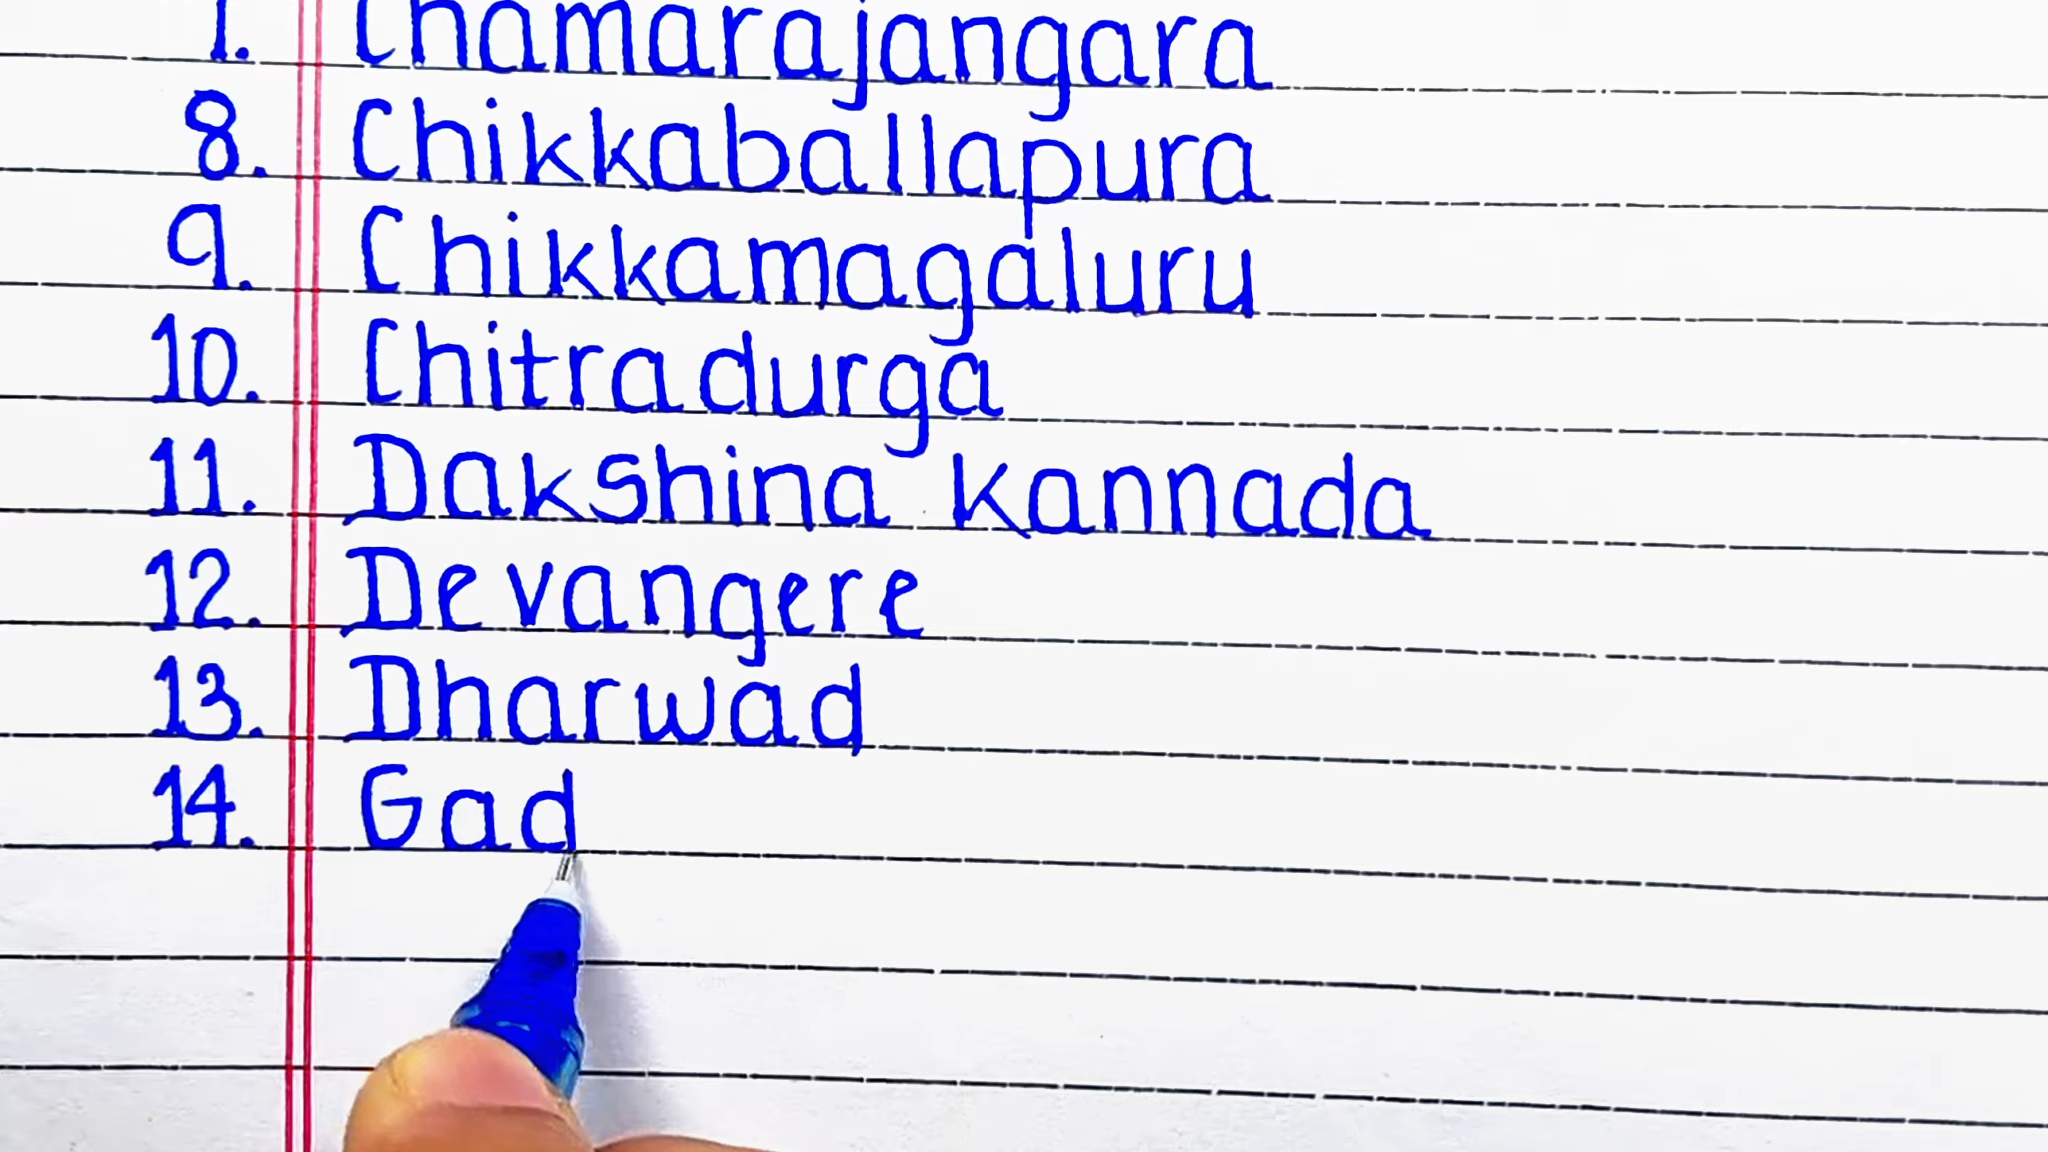 7. Chamarajangara
8. Chikkaballapura
9. Chikkamagaluru
10. Chitradurga
11. Dakshina Kannada
12. Devangere
13. Dharwad
14. Gad